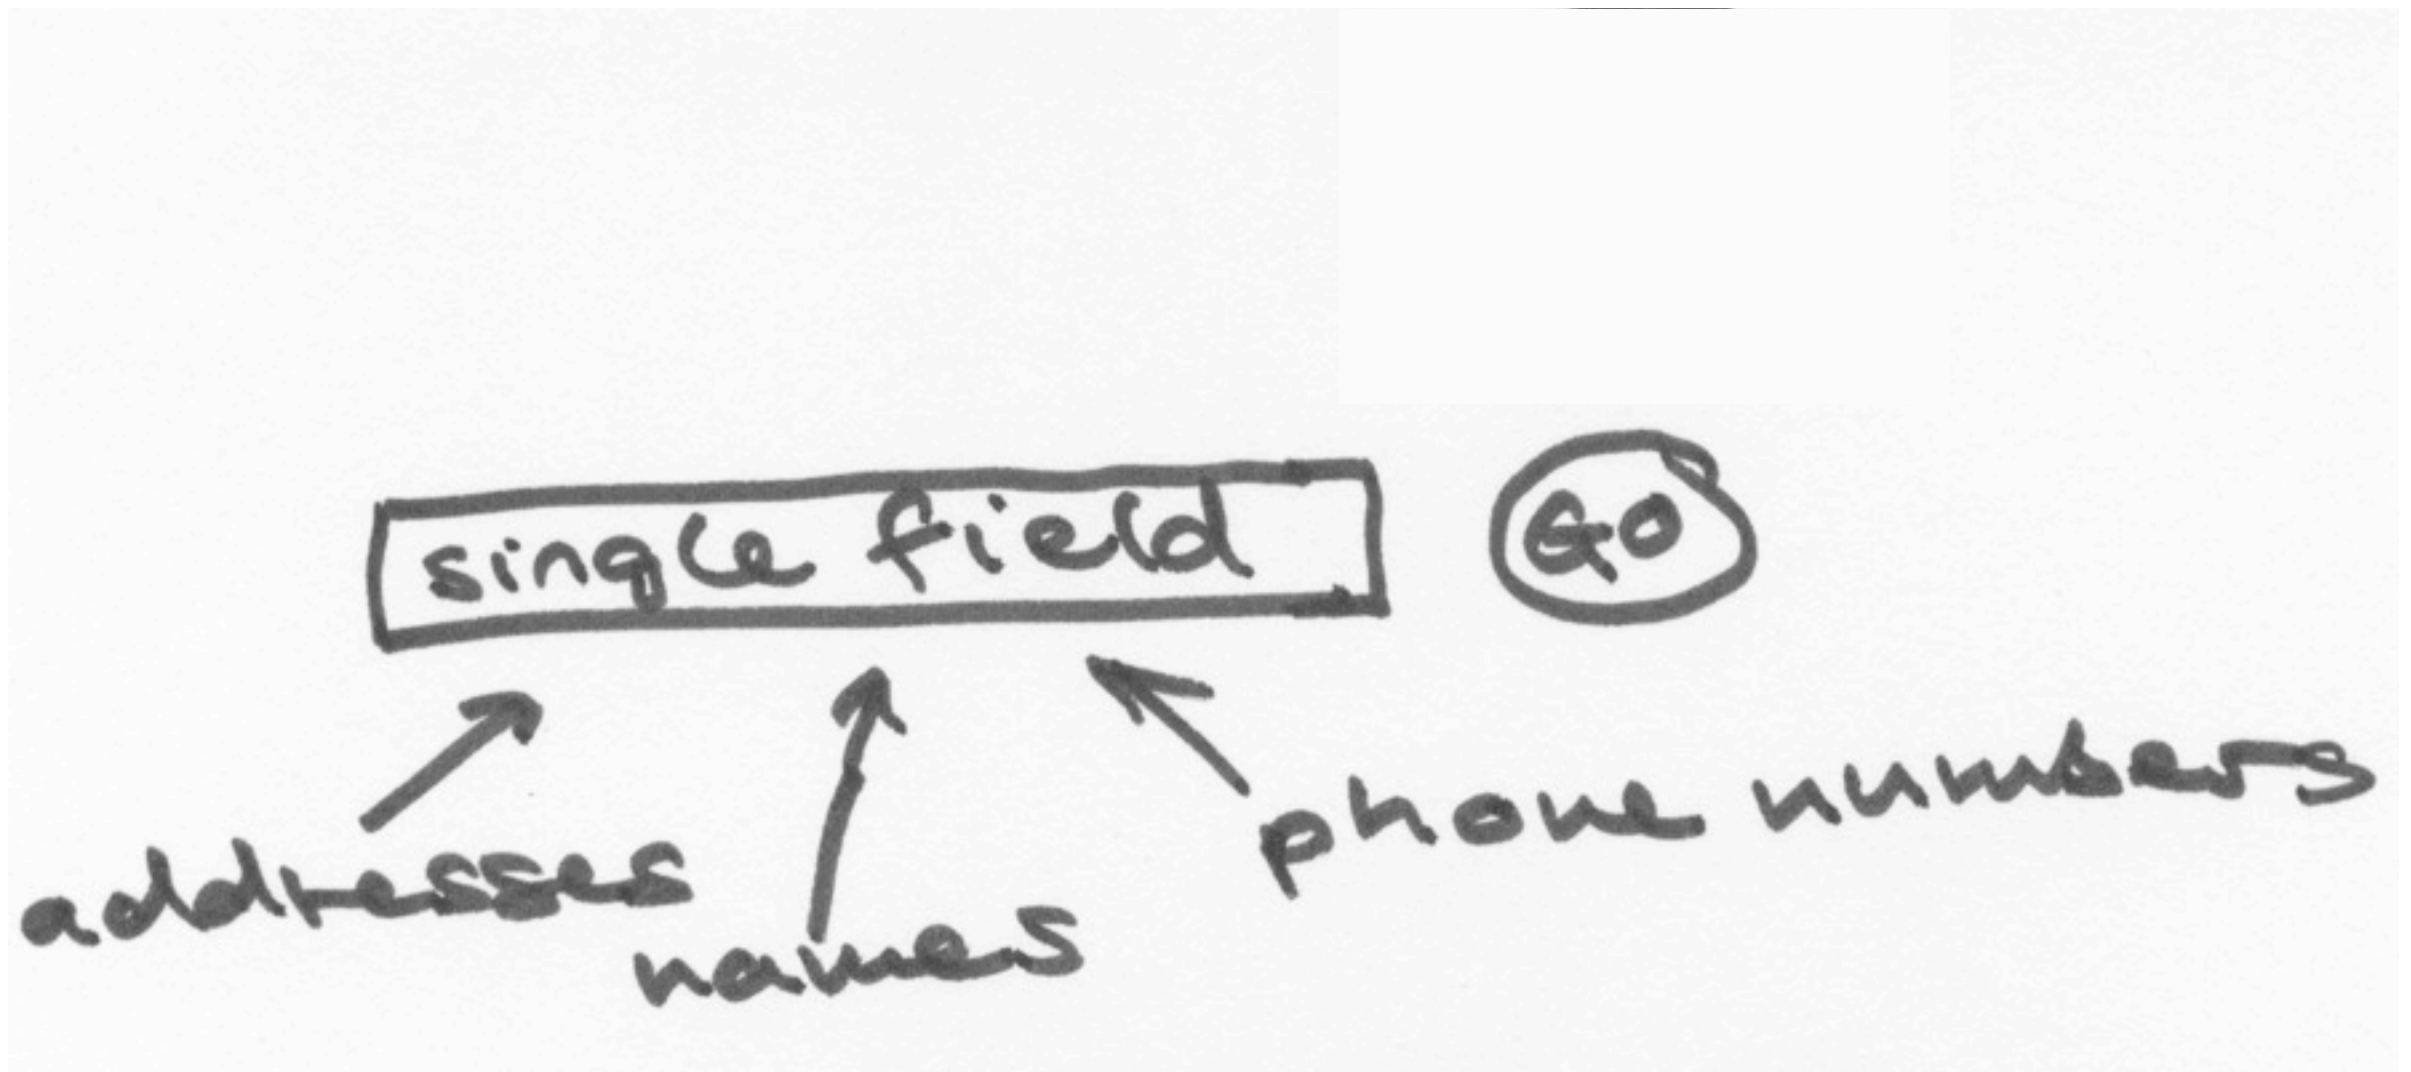 single field
GO
addresses
names
phone numbers